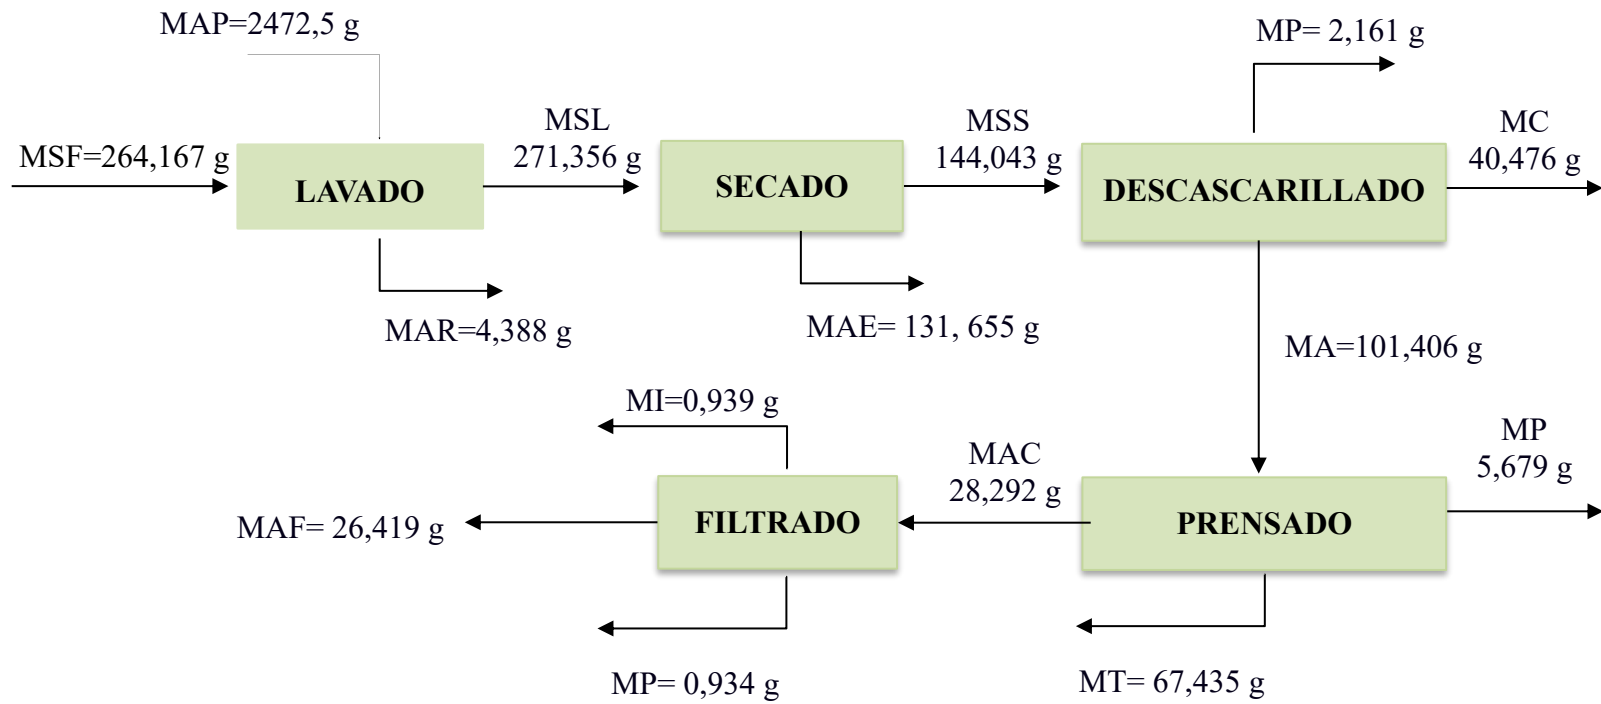 MAP=2472,5 g
MP= 2,161 g
MSF=264,167 g
MSL
271,356 g
MSS
144,043 g
MC
40,476 g
LAVADO
SECADO
DESCASCARILLADO
MAR=4,388 g
MAE= 131, 655 g
MA=101,406 g
MI=0,939 g
MAC
28,292 g
MP
5,679 g
MAF= 26,419 g
FILTRADO
PRENSADO
MP= 0,934 g
MT= 67,435 g